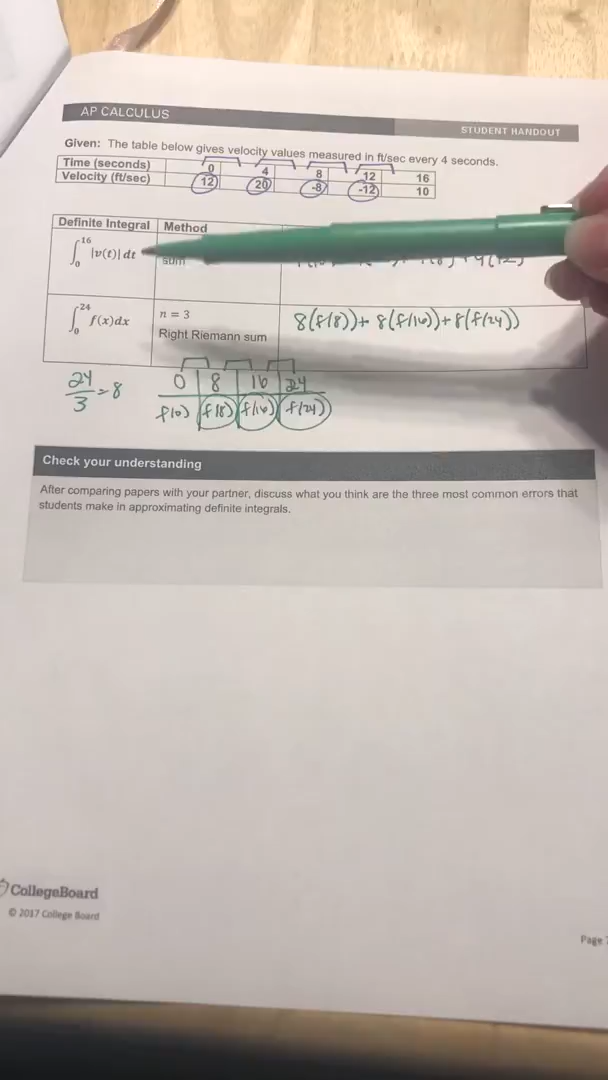 AP CALCULUS
STUDENT HANDOUT
Given: The table below gives velocity values measured in ft/sec every 4 seconds.
Time (seconds) 0 4 8 12 16
Velocity (ft/sec) 12 20 -8 -12 10
Definite Integral Method
∫₀¹⁶ |v(t)| dt
sum
∫₀²⁴ f(x)dx
n = 3
Right Riemann sum
8(f(8))+ 8(f(16))+8(f(24))
24/3 = 8
0 8 16 24
f(0) f(8) f(16) f(24)
Check your understanding
After comparing papers with your partner, discuss what you think are the three most common errors that
students make in approximating definite integrals.
CollegeBoard
© 2017 College Board
Page